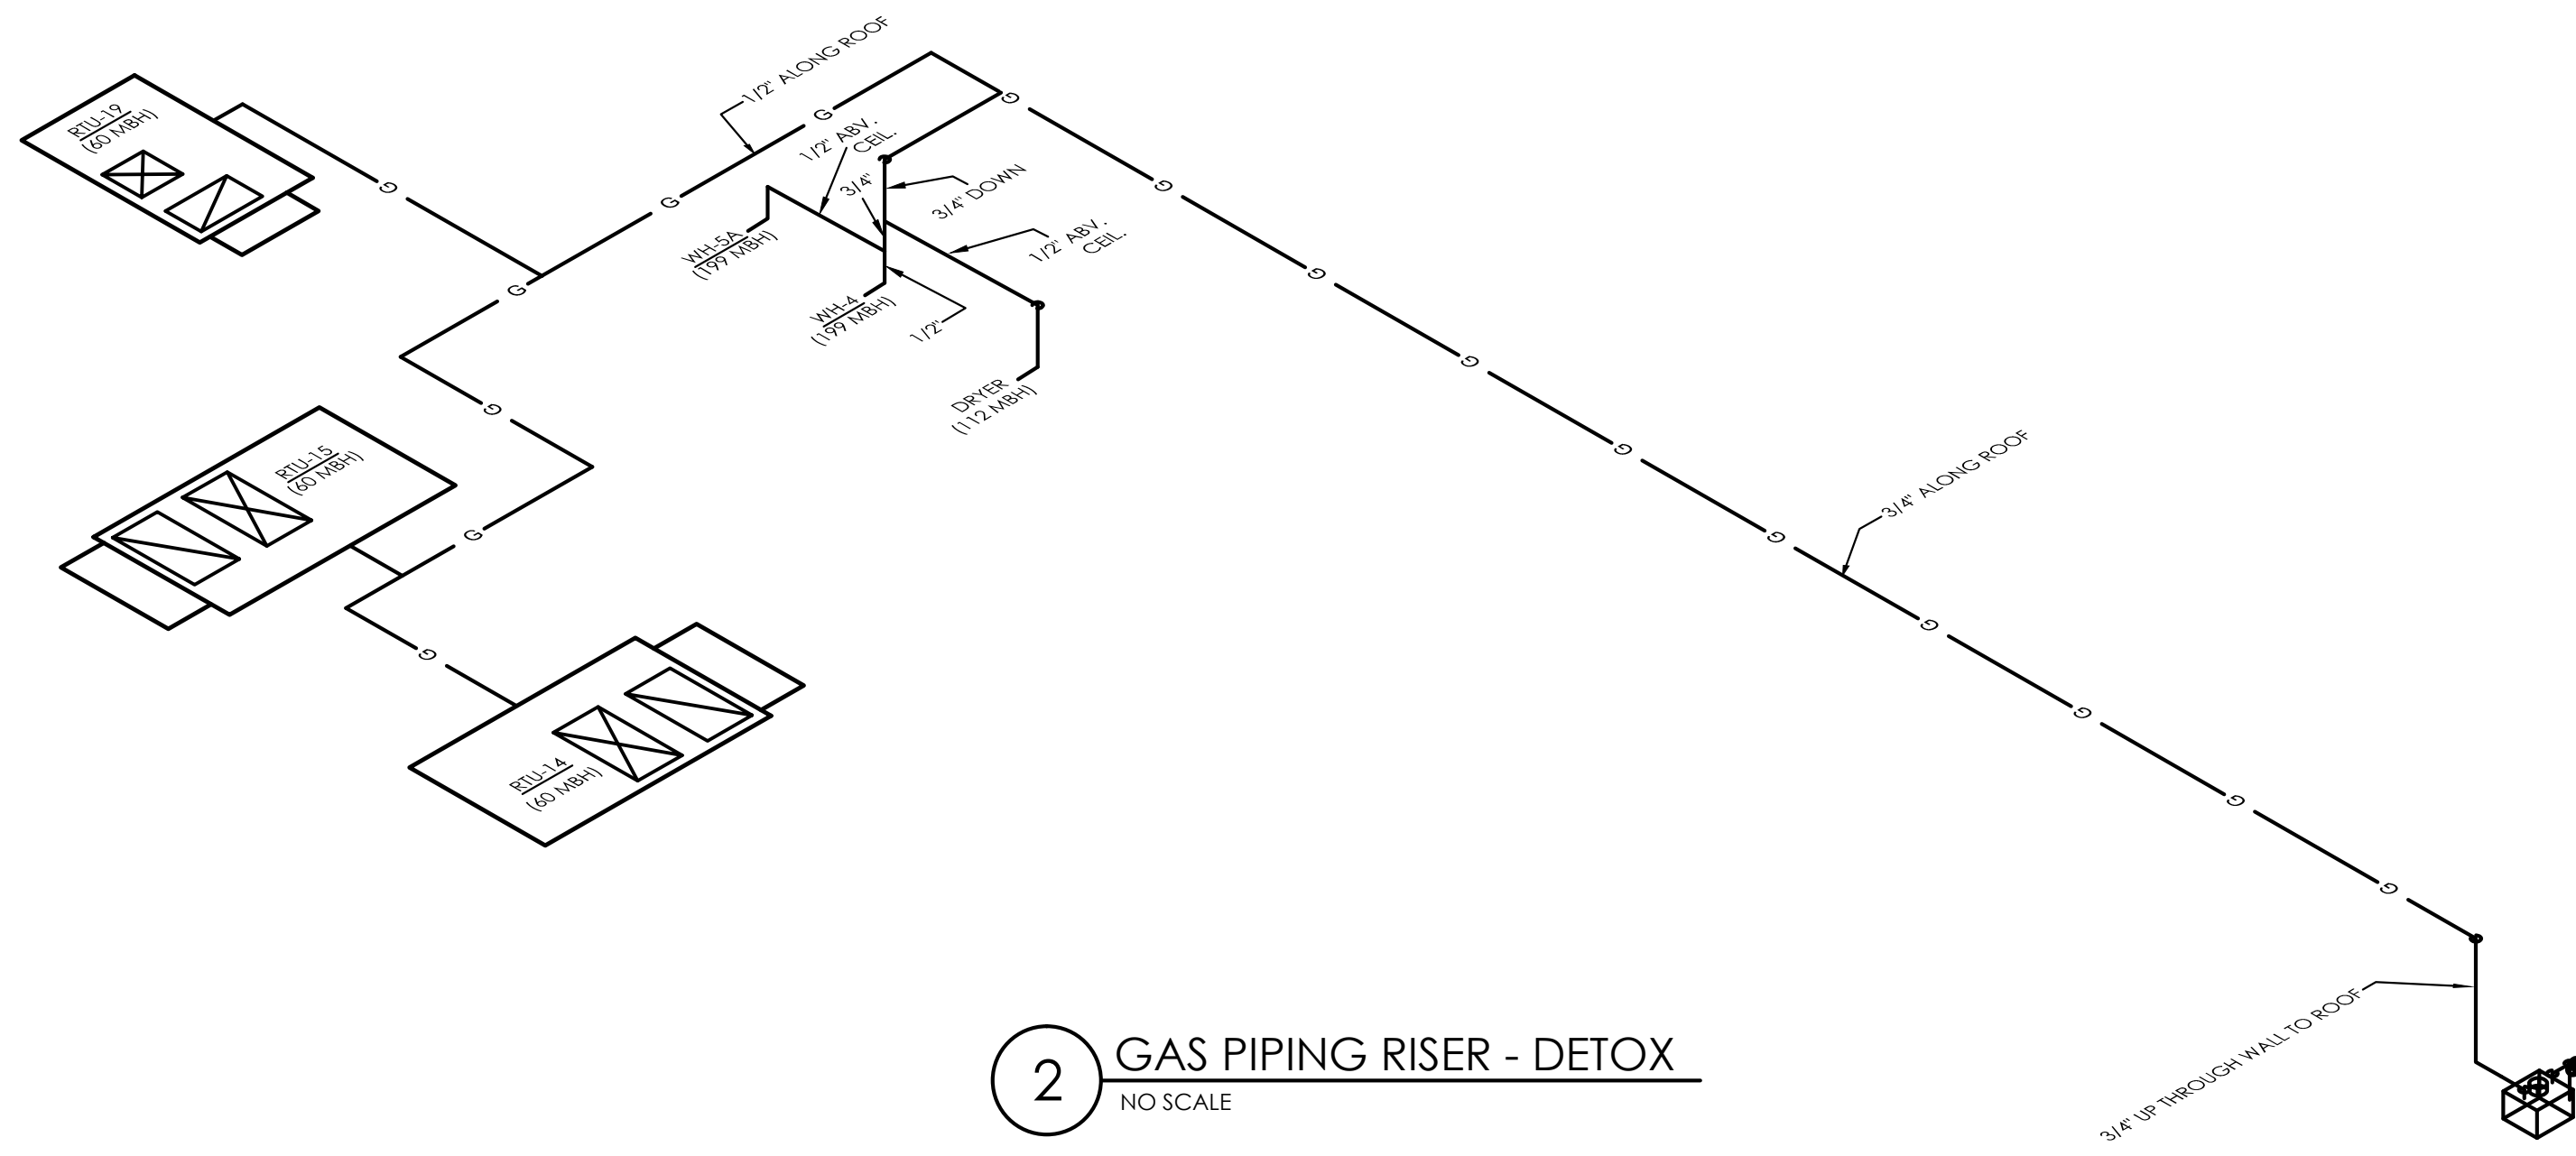 1/2" ALONG ROOF
RTU-19
(60 MBH)
G
G
G
G
G
1/2" ABV.
CEIL.
3/4"
3/4" DOWN
1/2" ABV.
CEIL.
WH-5A
(199 MBH)
WH-4
(199 MBH)
1/2"
DRYER
(112 MBH)
G
G
G
G
G
3/4" ALONG ROOF
G
G
G
G
G
G
RTU-15
(60 MBH)
G
G
RTU-14
(60 MBH)
3/4" UP THROUGH WALL TO ROOF
2
GAS PIPING RISER - DETOX
NO SCALE